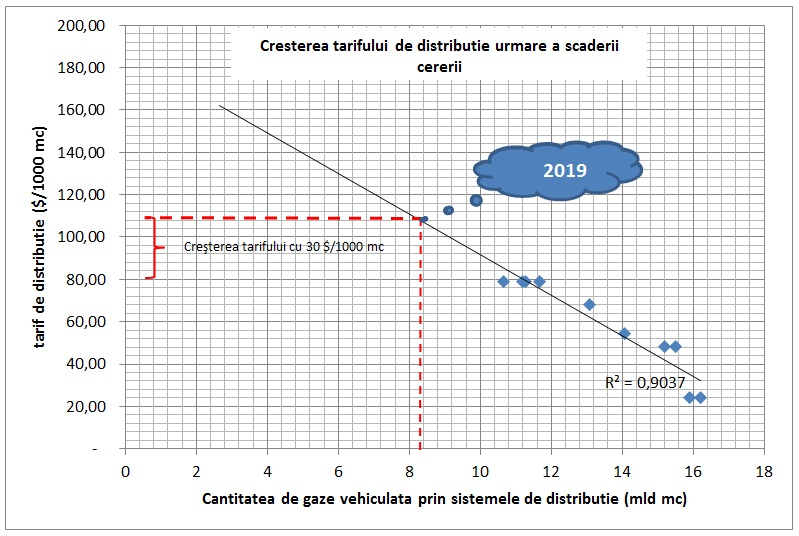 Cresterea tarifului de distributie urmare a scaderii
cererii
200,00
180,00
160,00
140,00
120,00
100,00
80,00
60,00
40,00
20,00
-
tarif de distributie ($/1000 mc)
2019
Creşterea tarifului cu 30 $/1000 mc
R² = 0,9037
0 2 4 6 8 10 12 14 16 18
Cantitatea de gaze vehiculata prin sistemele de distributie (mld mc)